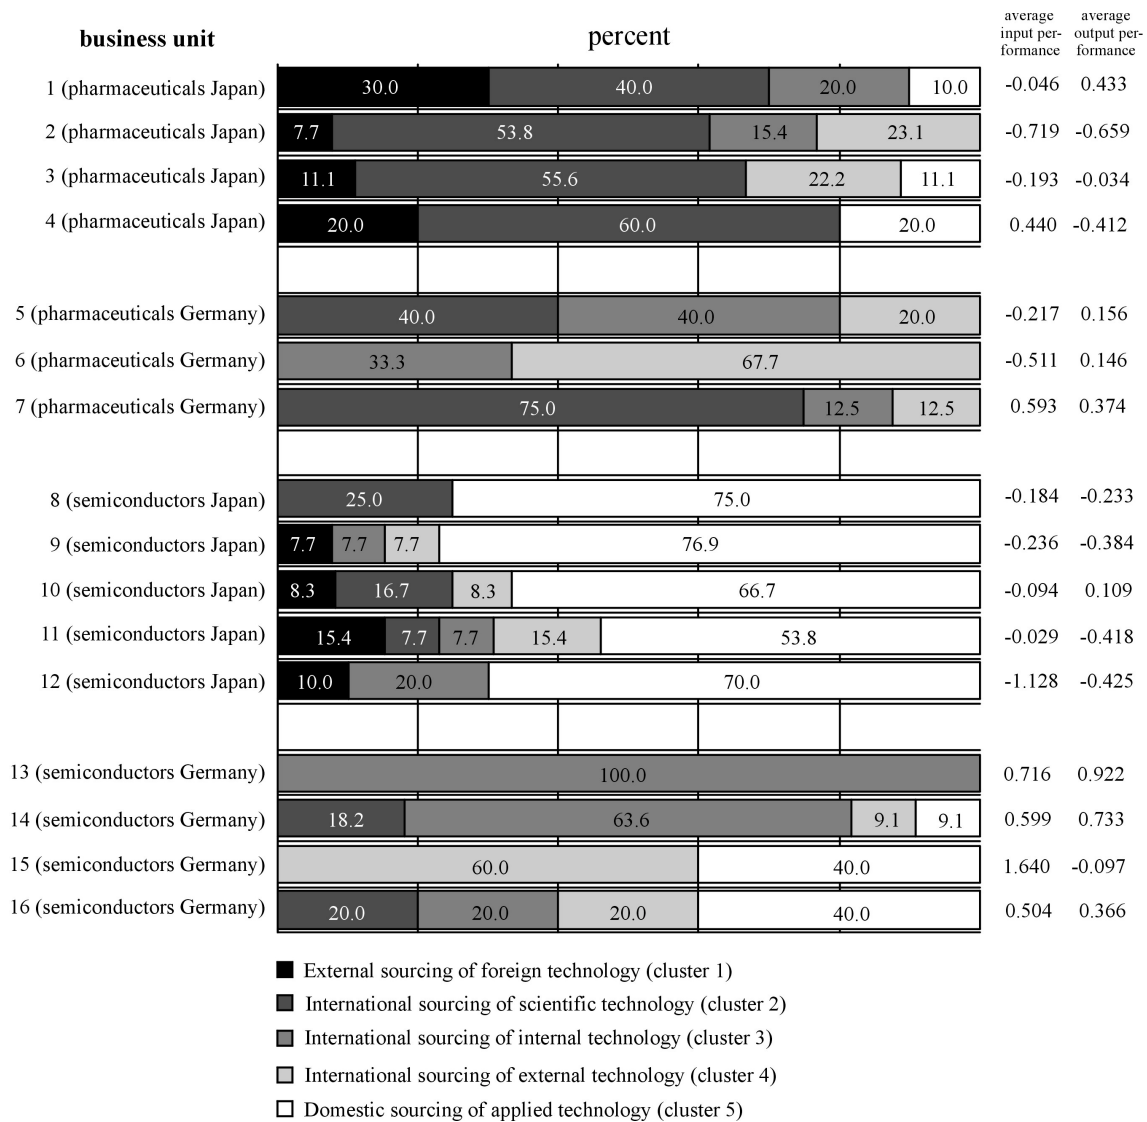 business unit
percent
average
input per-
formance
average
output per-
formance
1 (pharmaceuticals Japan) 30.0 40.0 20.0 10.0 -0.046 0.433
2 (pharmaceuticals Japan) 7.7 53.8 15.4 23.1 -0.719 -0.659
3 (pharmaceuticals Japan) 11.1 55.6 22.2 11.1 -0.193 -0.034
4 (pharmaceuticals Japan) 20.0 60.0 20.0 0.440 -0.412
5 (pharmaceuticals Germany) 40.0 40.0 20.0 -0.217 0.156
6 (pharmaceuticals Germany) 33.3 67.7 -0.511 0.146
7 (pharmaceuticals Germany) 75.0 12.5 12.5 0.593 0.374
8 (semiconductors Japan) 25.0 75.0 -0.184 -0.233
9 (semiconductors Japan) 7.7 7.7 7.7 76.9 -0.236 -0.384
10 (semiconductors Japan) 8.3 16.7 8.3 66.7 -0.094 0.109
11 (semiconductors Japan) 15.4 7.7 7.7 15.4 53.8 -0.029 -0.418
12 (semiconductors Japan) 10.0 20.0 70.0 -1.128 -0.425
13 (semiconductors Germany) 100.0 0.716 0.922
14 (semiconductors Germany) 18.2 63.6 9.1 9.1 0.599 0.733
15 (semiconductors Germany) 60.0 40.0 1.640 -0.097
16 (semiconductors Germany) 20.0 20.0 20.0 40.0 0.504 0.366
External sourcing of foreign technology (cluster 1)
International sourcing of scientific technology (cluster 2)
International sourcing of internal technology (cluster 3)
International sourcing of external technology (cluster 4)
Domestic sourcing of applied technology (cluster 5)